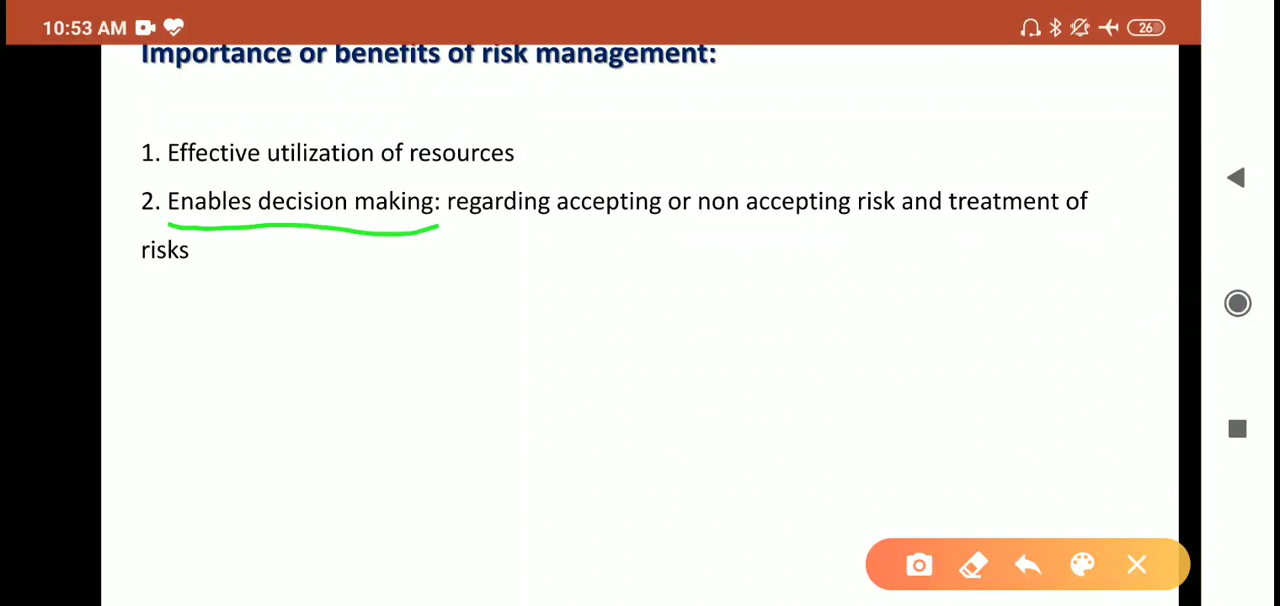 10:53 AM
26
Importance or benefits of risk management:
1. Effective utilization of resources
2. Enables decision making: regarding accepting or non accepting risk and treatment of
risks